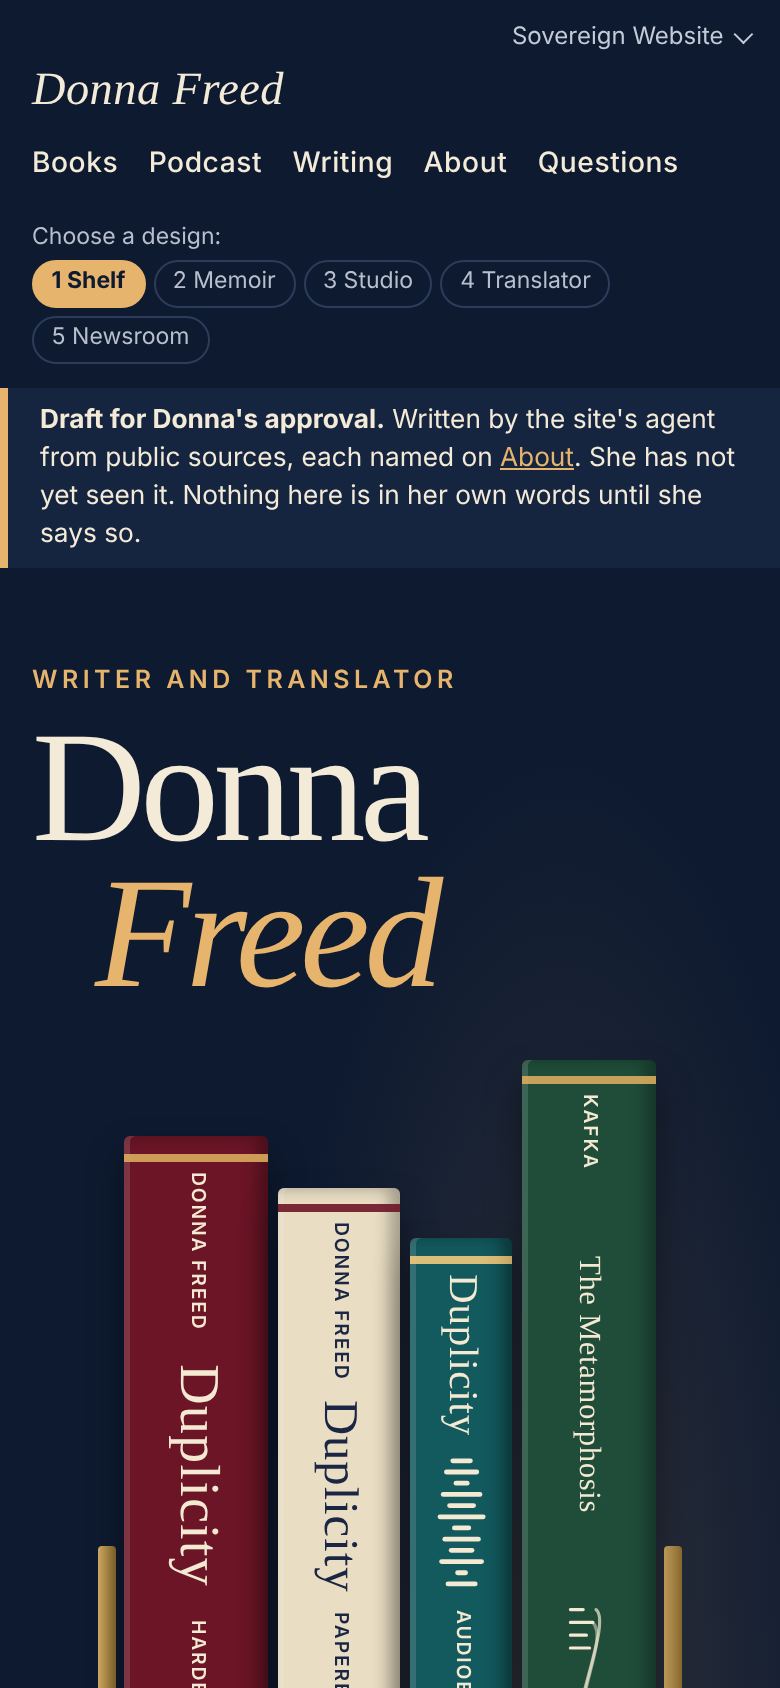 Sovereign Website
Donna Freed
Books Podcast Writing About Questions
Choose a design:
1 Shelf 2 Memoir 3 Studio 4 Translator
5 Newsroom
Draft for Donna's approval. Written by the site's agent
from public sources, each named on About. She has not
yet seen it. Nothing here is in her own words until she
says so.
WRITER AND TRANSLATOR
Donna
Freed
DONNA FREED Duplicity
DONNA FREED Duplicity
Duplicity
KAFKA The Metamorphosis